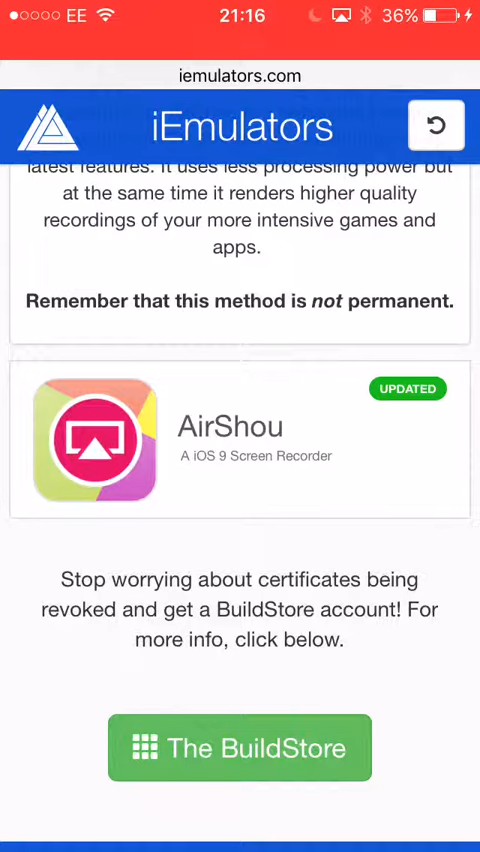 EE 21:16 36%
iemulators.com
iEmulators
latest features. It uses less processing power but
at the same time it renders higher quality
recordings of your more intensive games and
apps.
Remember that this method is not permanent.
UPDATED
AirShou
A iOS 9 Screen Recorder
Stop worrying about certificates being
revoked and get a BuildStore account! For
more info, click below.
The BuildStore